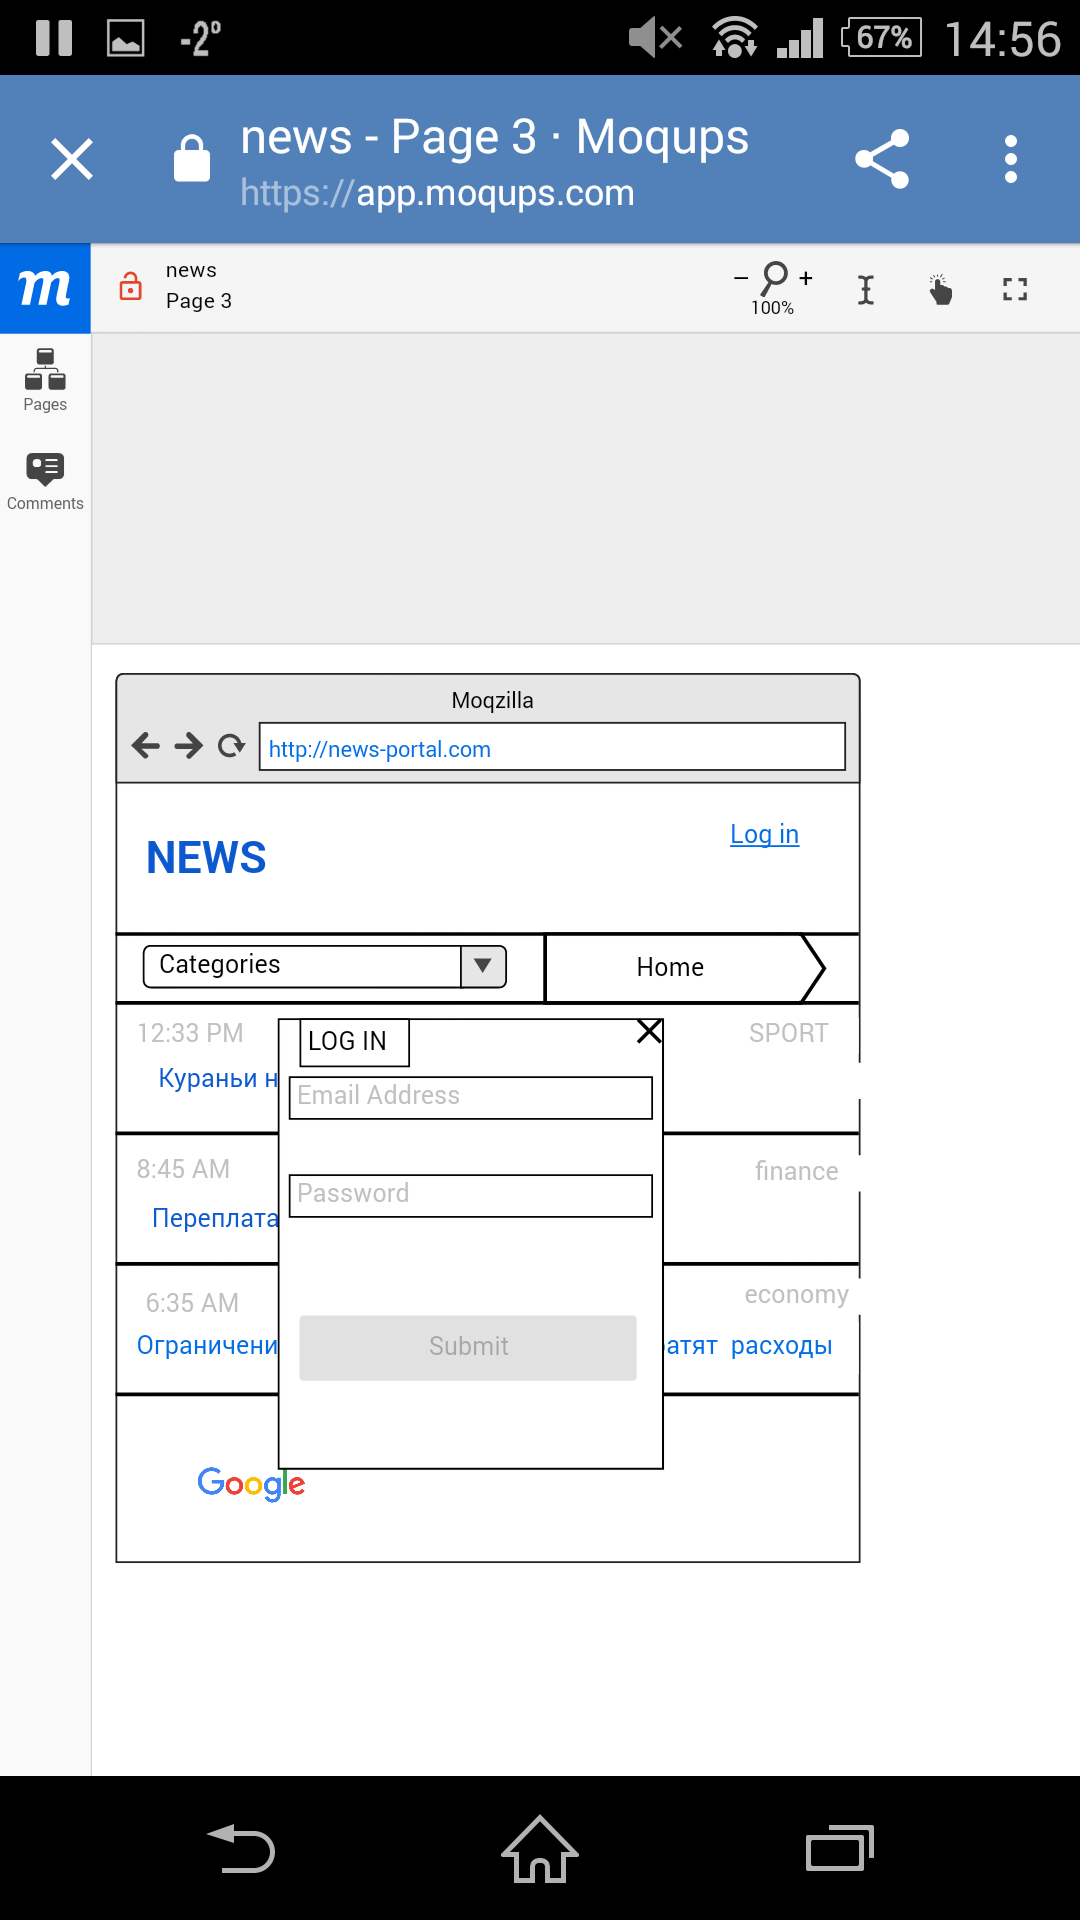 -2°
67%
14:56
news - Page 3 · Moqups
https://app.moqups.com
m
news
Page 3
100%
Pages
Comments
Moqzilla
http://news-portal.com
NEWS
Log in
Categories
Home
12:33 PM
SPORT
LOG IN
Кураньи н
Email Address
8:45 AM
finance
Password
Переплата
6:35 AM
economy
Ограничени
атят расходы
Submit
Google